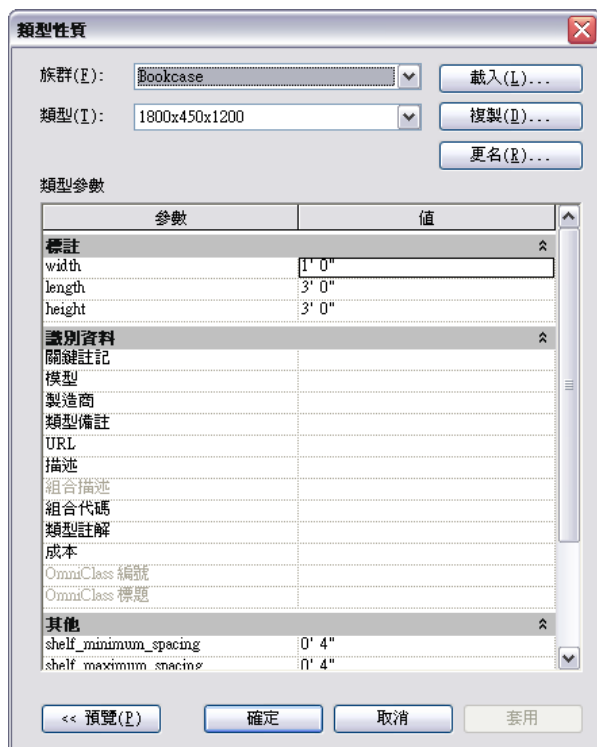 類型性質
族群(F): Bookcase 載入(L)...
類型(T): 1800x450x1200 複製(D)...
更名(R)...
類型參數
參數 值
標註
width 1' 0"
length 3' 0"
height 3' 0"
識別資料
關鍵註記
模型
製造商
類型備註
URL
描述
組合描述
組合代碼
類型註解
成本
OmniClass 編號
OmniClass 標題
其他
shelf_minimum_spacing 0' 4"
shelf_maximum_spacing 0' 4"
<< 預覽(P) 確定 取消 套用